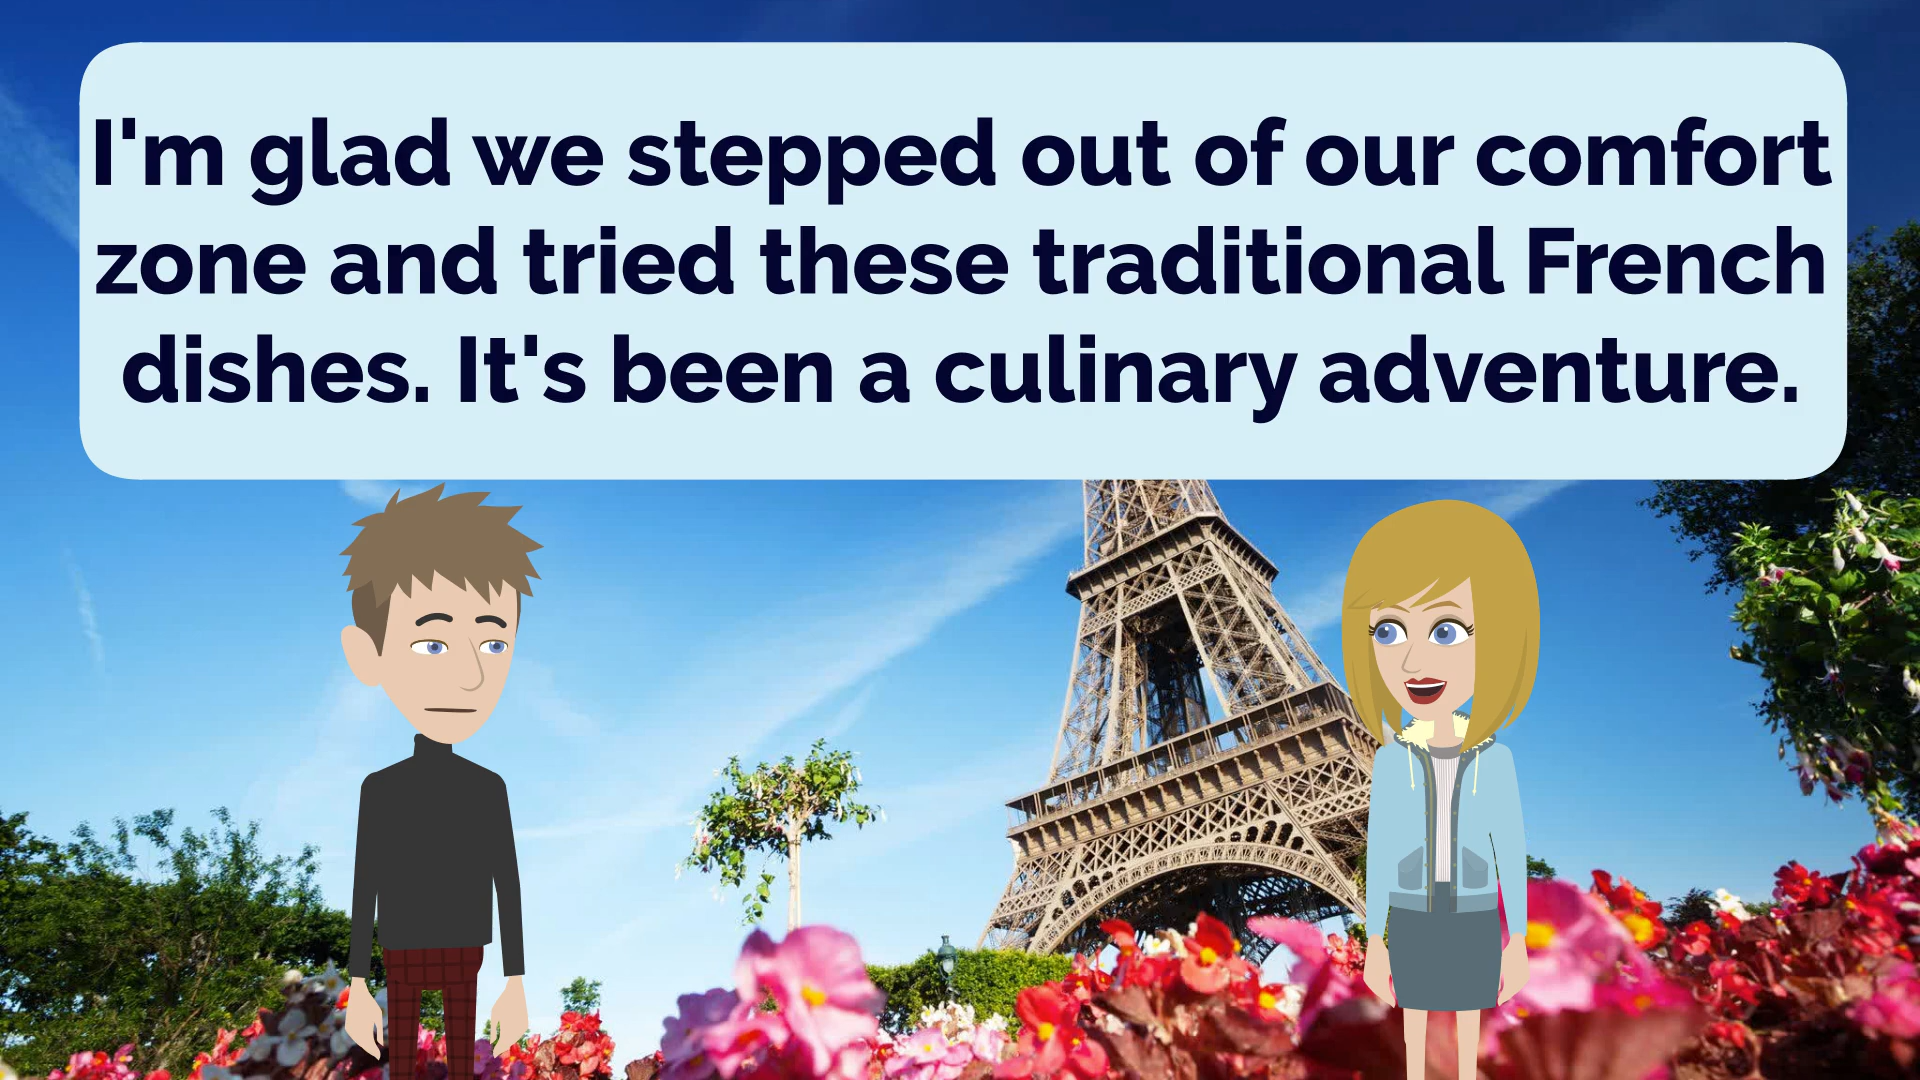 I'm glad we stepped out of our comfort
zone and tried these traditional French
dishes. It's been a culinary adventure.